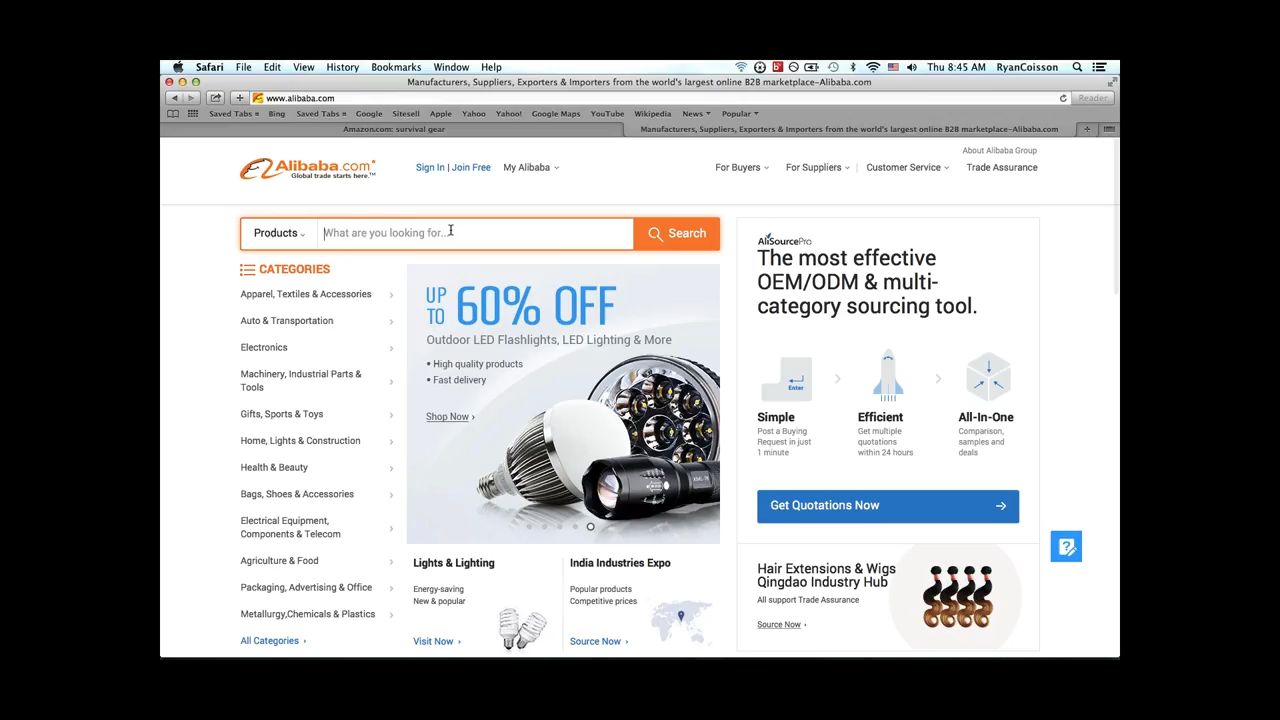 Safari File Edit View History Bookmarks Window Help Thu 8:45 AM RyanCoisson
Manufacturers, Suppliers, Exporters & Importers from the world's largest online B2B marketplace-Alibaba.com
www.alibaba.com Reader
Saved Tabs Bing Saved Tabs Google Sitesell Apple Yahoo Yahoo! Google Maps YouTube Wikipedia News Popular
Amazon.com: survival gear Manufacturers, Suppliers, Exporters & Importers from the world's largest online B2B marketplace-Alibaba.com
About Alibaba Group
Alibaba.com
Global trade starts here.™
Sign In | Join Free My Alibaba For Buyers For Suppliers Customer Service Trade Assurance
Products What are you looking for... Search
CATEGORIES
Apparel, Textiles & Accessories
Auto & Transportation
Electronics
Machinery, Industrial Parts &
Tools
Gifts, Sports & Toys
Home, Lights & Construction
Health & Beauty
Bags, Shoes & Accessories
Electrical Equipment,
Components & Telecom
Agriculture & Food
Packaging, Advertising & Office
Metallurgy,Chemicals & Plastics
All Categories
UP
TO 60% OFF
Outdoor LED Flashlights, LED Lighting & More
• High quality products
• Fast delivery
Shop Now
Lights & Lighting
Energy-saving
New & popular
Visit Now
India Industries Expo
Popular products
Competitive prices
Source Now
AliSourcePro
The most effective
OEM/ODM & multi-
category sourcing tool.
Enter
Simple
Post a Buying
Request in just
1 minute
Efficient
Get multiple
quotations
within 24 hours
All-In-One
Comparison,
samples and
deals
Get Quotations Now
Hair Extensions & Wigs
Qingdao Industry Hub
All support Trade Assurance
Source Now